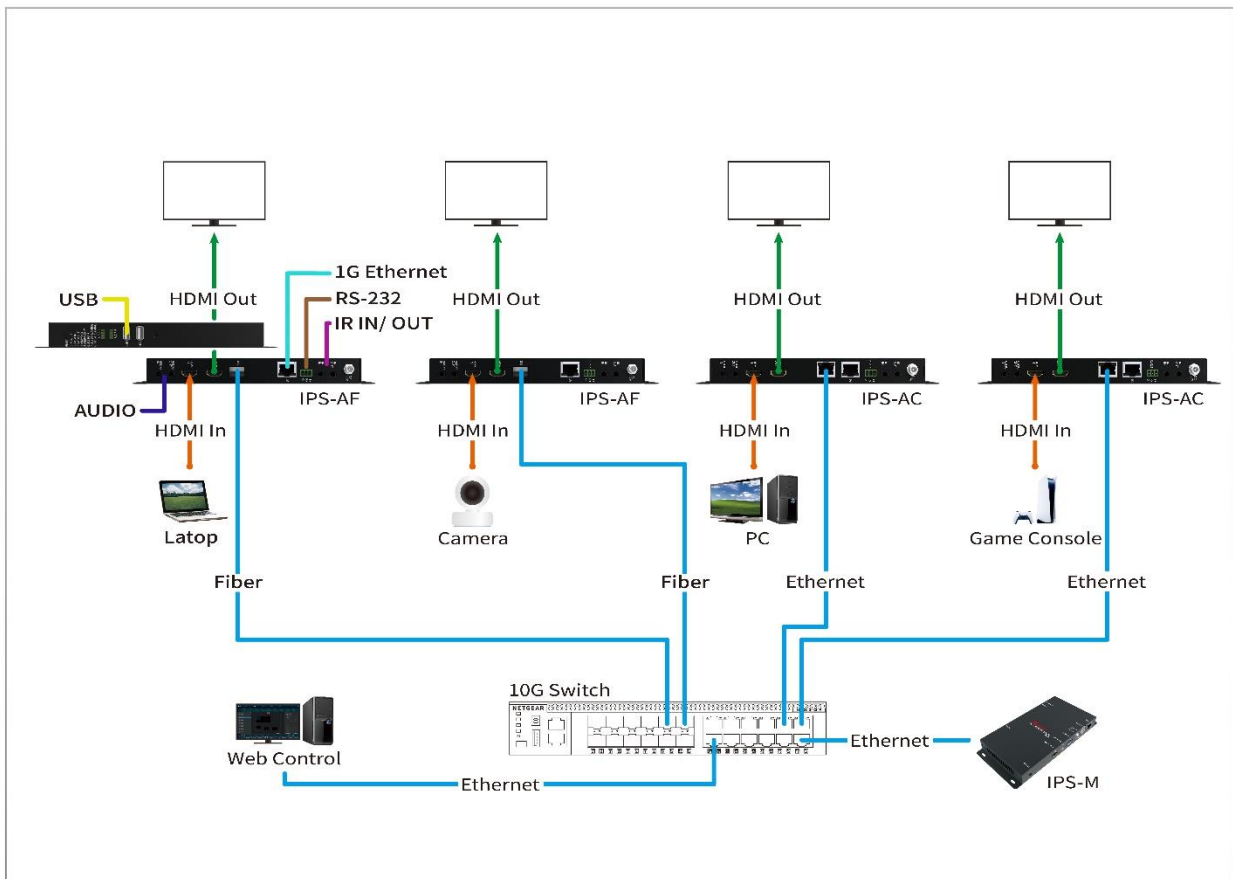 1G Ethernet
USB
HDMI Out
RS-232
HDMI Out
HDMI Out
HDMI Out
IR IN/ OUT
IPS-AF
IPS-AF
IPS-AC
IPS-AC
AUDIO
HDMI In
HDMI In
HDMI In
HDMI In
Latop
Camera
PC
Game Console
Fiber
Fiber
Ethernet
Ethernet
10G Switch
NETGEAR
Ethernet
Web Control
Ethernet
IPS-M